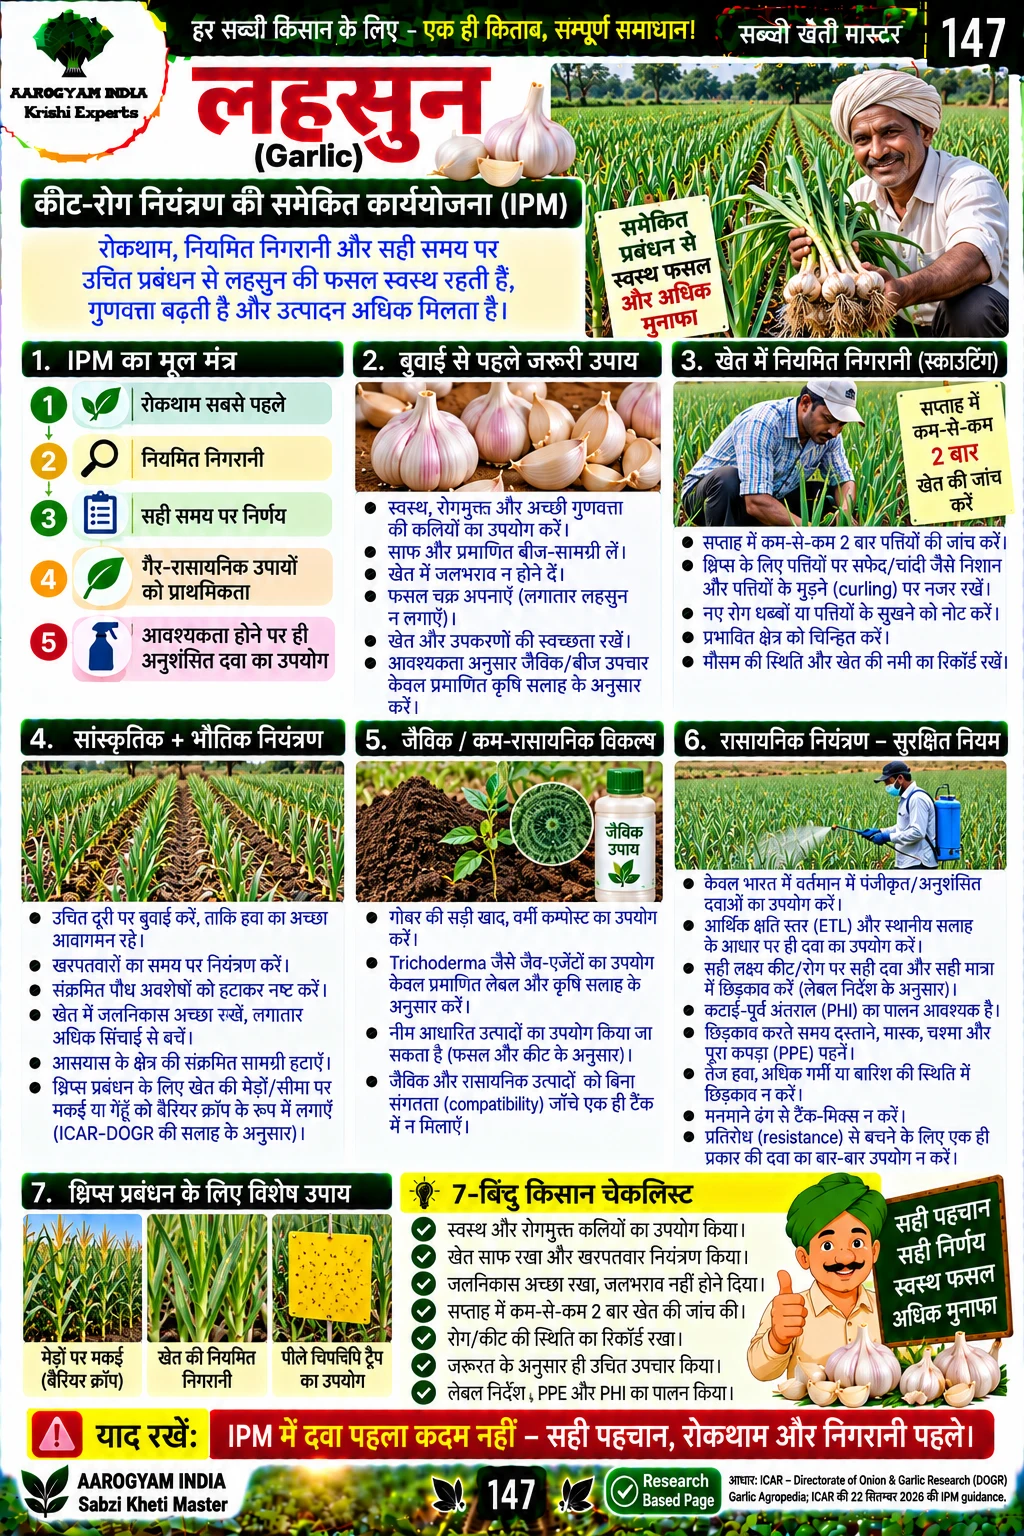 हर सब्जी किसान के लिए – एक ही किताब, सम्पूर्ण समाधान!
सब्जी खेती मास्टर
147
AAROGYAM INDIA
Krishi Experts
लहसुन
(Garlic)
कीट-रोग नियंत्रण की समेकित कार्ययोजना (IPM)
रोकथाम, नियमित निगरानी और सही समय पर
उचित प्रबंधन से लहसुन की फसल स्वस्थ रहती हैं,
गुणवत्ता बढ़ती है और उत्पादन अधिक मिलता है।
समेकित
प्रबंधन से
स्वस्थ फसल
और अधिक
मुनाफा
1. IPM का मूल मंत्र
1
रोकथाम सबसे पहले
2
नियमित निगरानी
3
सही समय पर निर्णय
4
गैर-रासायनिक उपायों
को प्राथमिकता
5
आवश्यकता होने पर ही
अनुशंसित दवा का उपयोग
2. बुवाई से पहले जरूरी उपाय
स्वस्थ, रोगमुक्त और अच्छी गुणवत्ता
की कलियों का उपयोग करें।
साफ और प्रमाणित बीज-सामग्री लें।
खेत में जलभराव न होने दें।
फसल चक्र अपनाएँ (लगातार लहसुन
न लगाएँ)।
खेत और उपकरणों की स्वच्छता रखें।
आवश्यकता अनुसार जैविक/बीज उपचार
केवल प्रमाणित कृषि सलाह के अनुसार
करें।
3. खेत में नियमित निगरानी (स्काउटिंग)
सप्ताह में
कम-से-कम
2 बार
खेत की जांच
करें
सप्ताह में कम-से-कम 2 बार पत्तियों की जांच करें।
थ्रिप्स के लिए पत्तियों पर सफेद/चांदी जैसे निशान
और पत्तियों के मुड़ने (curling) पर नजर रखें।
नए रोग धब्बों या पत्तियों के सुखने को नोट करें।
प्रभावित क्षेत्र को चिन्हित करें।
मौसम की स्थिति और खेत की नमी का रिकॉर्ड रखें।
4. सांस्कृतिक + भौतिक नियंत्रण
उचित दूरी पर बुवाई करें, ताकि हवा का अच्छा
आवागमन रहे।
खरपतवारों का समय पर नियंत्रण करें।
संक्रमित पौध अवशेषों को हटाकर नष्ट करें।
खेत में जलनिकास अच्छा रखें, लगातार
अधिक सिंचाई से बचें।
आसयास के क्षेत्र की संक्रमित सामग्री हटाएँ।
थ्रिप्स प्रबंधन के लिए खेत की मेड़ों/सीमा पर
मकई या गेंहूँ को बैरियर क्रॉप के रूप में लगाएँ
(ICAR-DOGR की सलाह के अनुसार)।
5. जैविक / कम-रासायनिक विकल्प
जैविक
उपाय
गोबर की सड़ी खाद, वर्मी कम्पोस्ट का उपयोग
करें।
Trichoderma जैसे जैव-एजेंटों का उपयोग
केवल प्रमाणित लेबल और कृषि सलाह के
अनुसार करें।
नीम आधारित उत्पादों का उपयोग किया जा
सकता है (फसल और कीट के अनुसार)।
जैविक और रासायनिक उत्पादों को बिना
संगतता (compatibility) जाँचे एक ही टैंक
में न मिलाएँ।
6. रासायनिक नियंत्रण – सुरक्षित नियम
केवल भारत में वर्तमान में पंजीकृत/अनुशंसित
दवाओं का उपयोग करें।
आर्थिक क्षति स्तर (ETL) और स्थानीय सलाह
के आधार पर ही दवा का उपयोग करें।
सही लक्ष्य कीट/रोग पर सही दवा और सही मात्रा
में छिड़काव करें (लेबल निर्देश के अनुसार)।
कटाई-पूर्व अंतराल (PHI) का पालन आवश्यक है।
छिड़काव करते समय दस्ताने, मास्क, चश्मा और
पूरा कपड़ा (PPE) पहनें।
तेज हवा, अधिक गर्मी या बारिश की स्थिति में
छिड़काव न करें।
मनमाने ढंग से टैंक-मिक्स न करें।
प्रतिरोध (resistance) से बचने के लिए एक ही
प्रकार की दवा का बार-बार उपयोग न करें।
7. थ्रिप्स प्रबंधन के लिए विशेष उपाय
मेड़ों पर मकई
(बैरियर क्रॉप)
खेत की नियमित
निगरानी
पीले चिपचिपे ट्रैप
का उपयोग
7-बिंदु किसान चेकलिस्ट
स्वस्थ और रोगमुक्त कलियों का उपयोग किया।
खेत साफ रखा और खरपतवार नियंत्रण किया।
जलनिकास अच्छा रखा, जलभराव नहीं होने दिया।
सप्ताह में कम-से-कम 2 बार खेत की जांच की।
रोग/कीट की स्थिति का रिकॉर्ड रखा।
जरूरत के अनुसार ही उचित उपचार किया।
लेबल निर्देश, PPE और PHI का पालन किया।
सही पहचान
सही निर्णय
स्वस्थ फसल
अधिक मुनाफा
याद रखें:
IPM में दवा पहला कदम नहीं – सही पहचान, रोकथाम और निगरानी पहले।
AAROGYAM INDIA
Sabzi Kheti Master
147
Research
Based Page
आधार: ICAR – Directorate of Onion & Garlic Research (DOGR)
Garlic Agropedia; ICAR की 22 सितम्बर 2026 की IPM guidance.